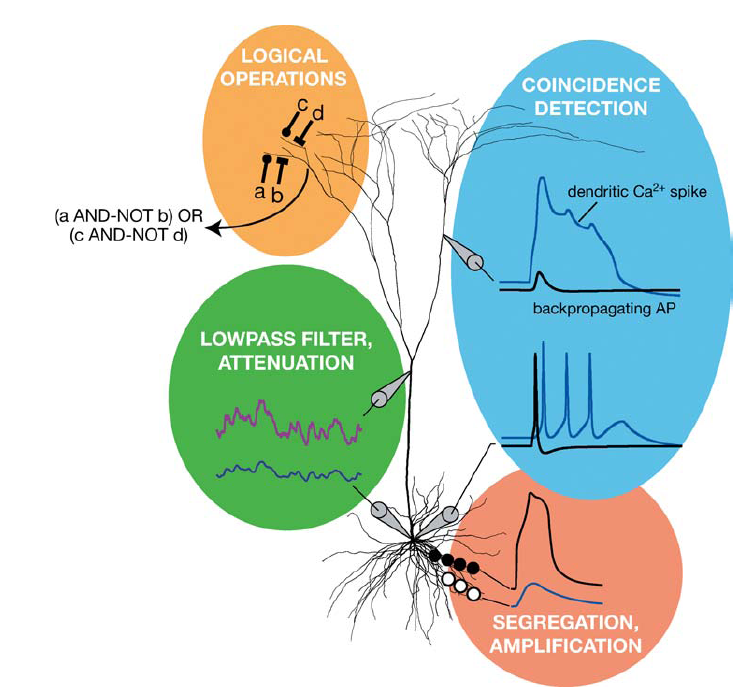 LOGICAL
OPERATIONS
c
d
a b
(a AND-NOT b) OR
(c AND-NOT d)
COINCIDENCE
DETECTION
dendritic Ca²⁺ spike
backpropagating AP
LOWPASS FILTER,
ATTENUATION
SEGREGATION,
AMPLIFICATION